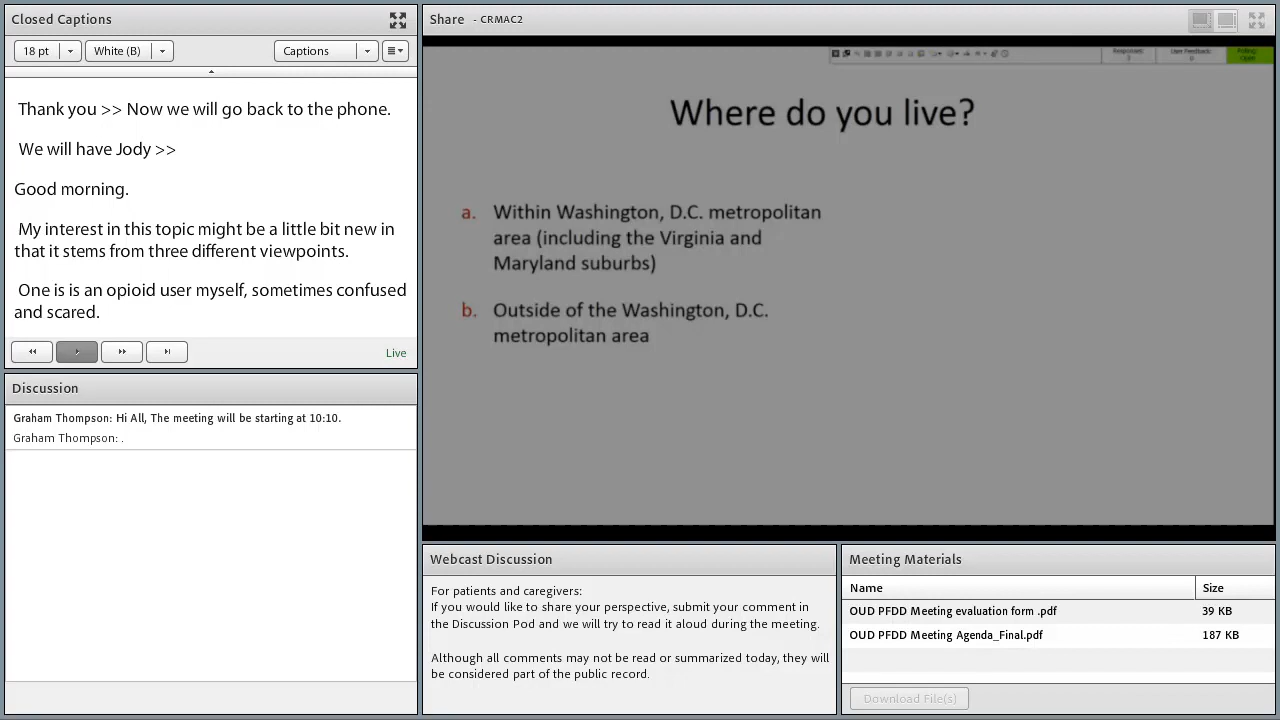 Closed Captions
18 pt
White (B)
Captions
Thank you >> Now we will go back to the phone.
We will have Jody >>
Good morning.
My interest in this topic might be a little bit new in
that it stems from three different viewpoints.
One is is an opioid user myself, sometimes confused
and scared.
Live
Discussion
Graham Thompson: Hi All, The meeting will be starting at 10:10.
Graham Thompson: .
Share - CRMAC2
Responses:
User Feedback:
Polling:
Open
Where do you live?
a. Within Washington, D.C. metropolitan
area (including the Virginia and
Maryland suburbs)
b. Outside of the Washington, D.C.
metropolitan area
Webcast Discussion
For patients and caregivers:
If you would like to share your perspective, submit your comment in
the Discussion Pod and we will try to read it aloud during the meeting.
Although all comments may not be read or summarized today, they will
be considered part of the public record.
Meeting Materials
Name Size
OUD PFDD Meeting evaluation form .pdf 39 KB
OUD PFDD Meeting Agenda_Final.pdf 187 KB
Download File(s)